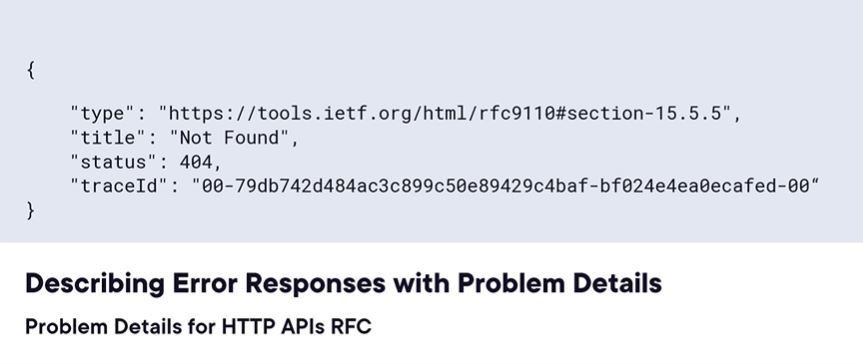 {
"type": "https://tools.ietf.org/html/rfc9110#section-15.5.5",
"title": "Not Found",
"status": 404,
"traceId": "00-79db742d484ac3c899c50e89429c4baf-bf024e4ea0ecafed-00“
}
Describing Error Responses with Problem Details
Problem Details for HTTP APIs RFC